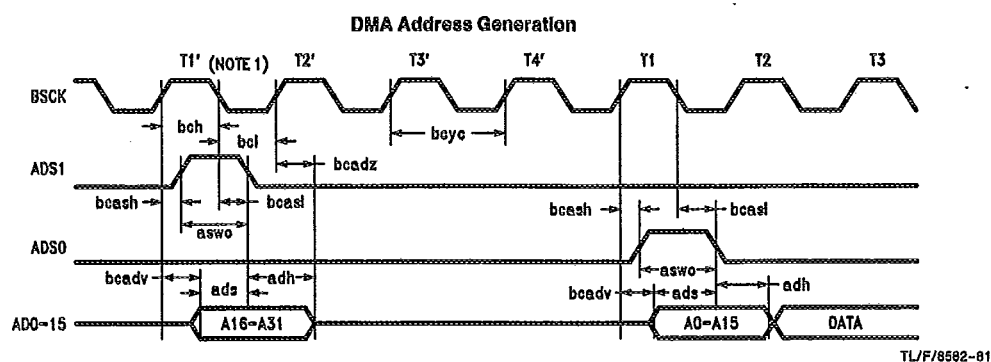 DMA Address Generation
T1' (NOTE 1) T2' T3' T4' T1 T2 T3
BSCK
bch bcl bcyc
bcadz
ADS1
bcash bcasl bcash bcasl
aswo
ADS0
aswo
bcadv adh bcadv ads adh
ads
AD0-15 A16-A31 A0-A15 DATA
TL/F/8582-81